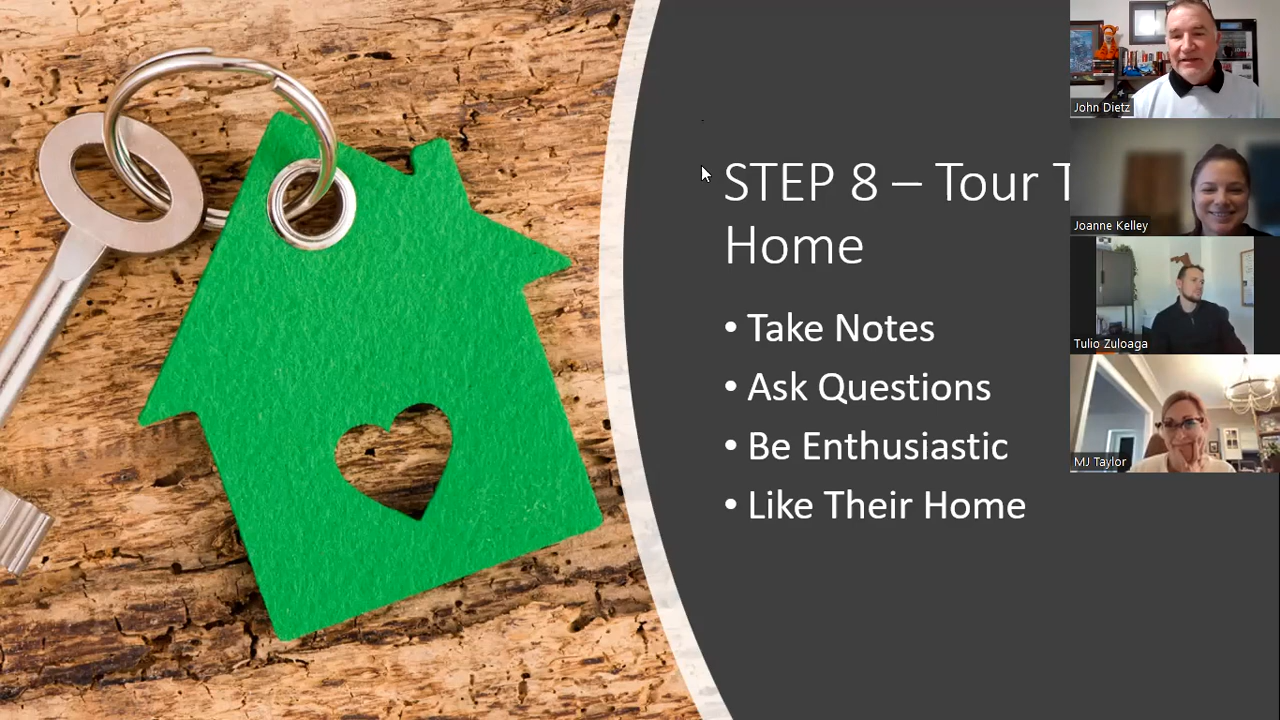 STEP 8 – Tour
Home
• Take Notes
• Ask Questions
• Be Enthusiastic
• Like Their Home
John Dietz
Joanne Kelley
Tulio Zuloaga
MJ Taylor